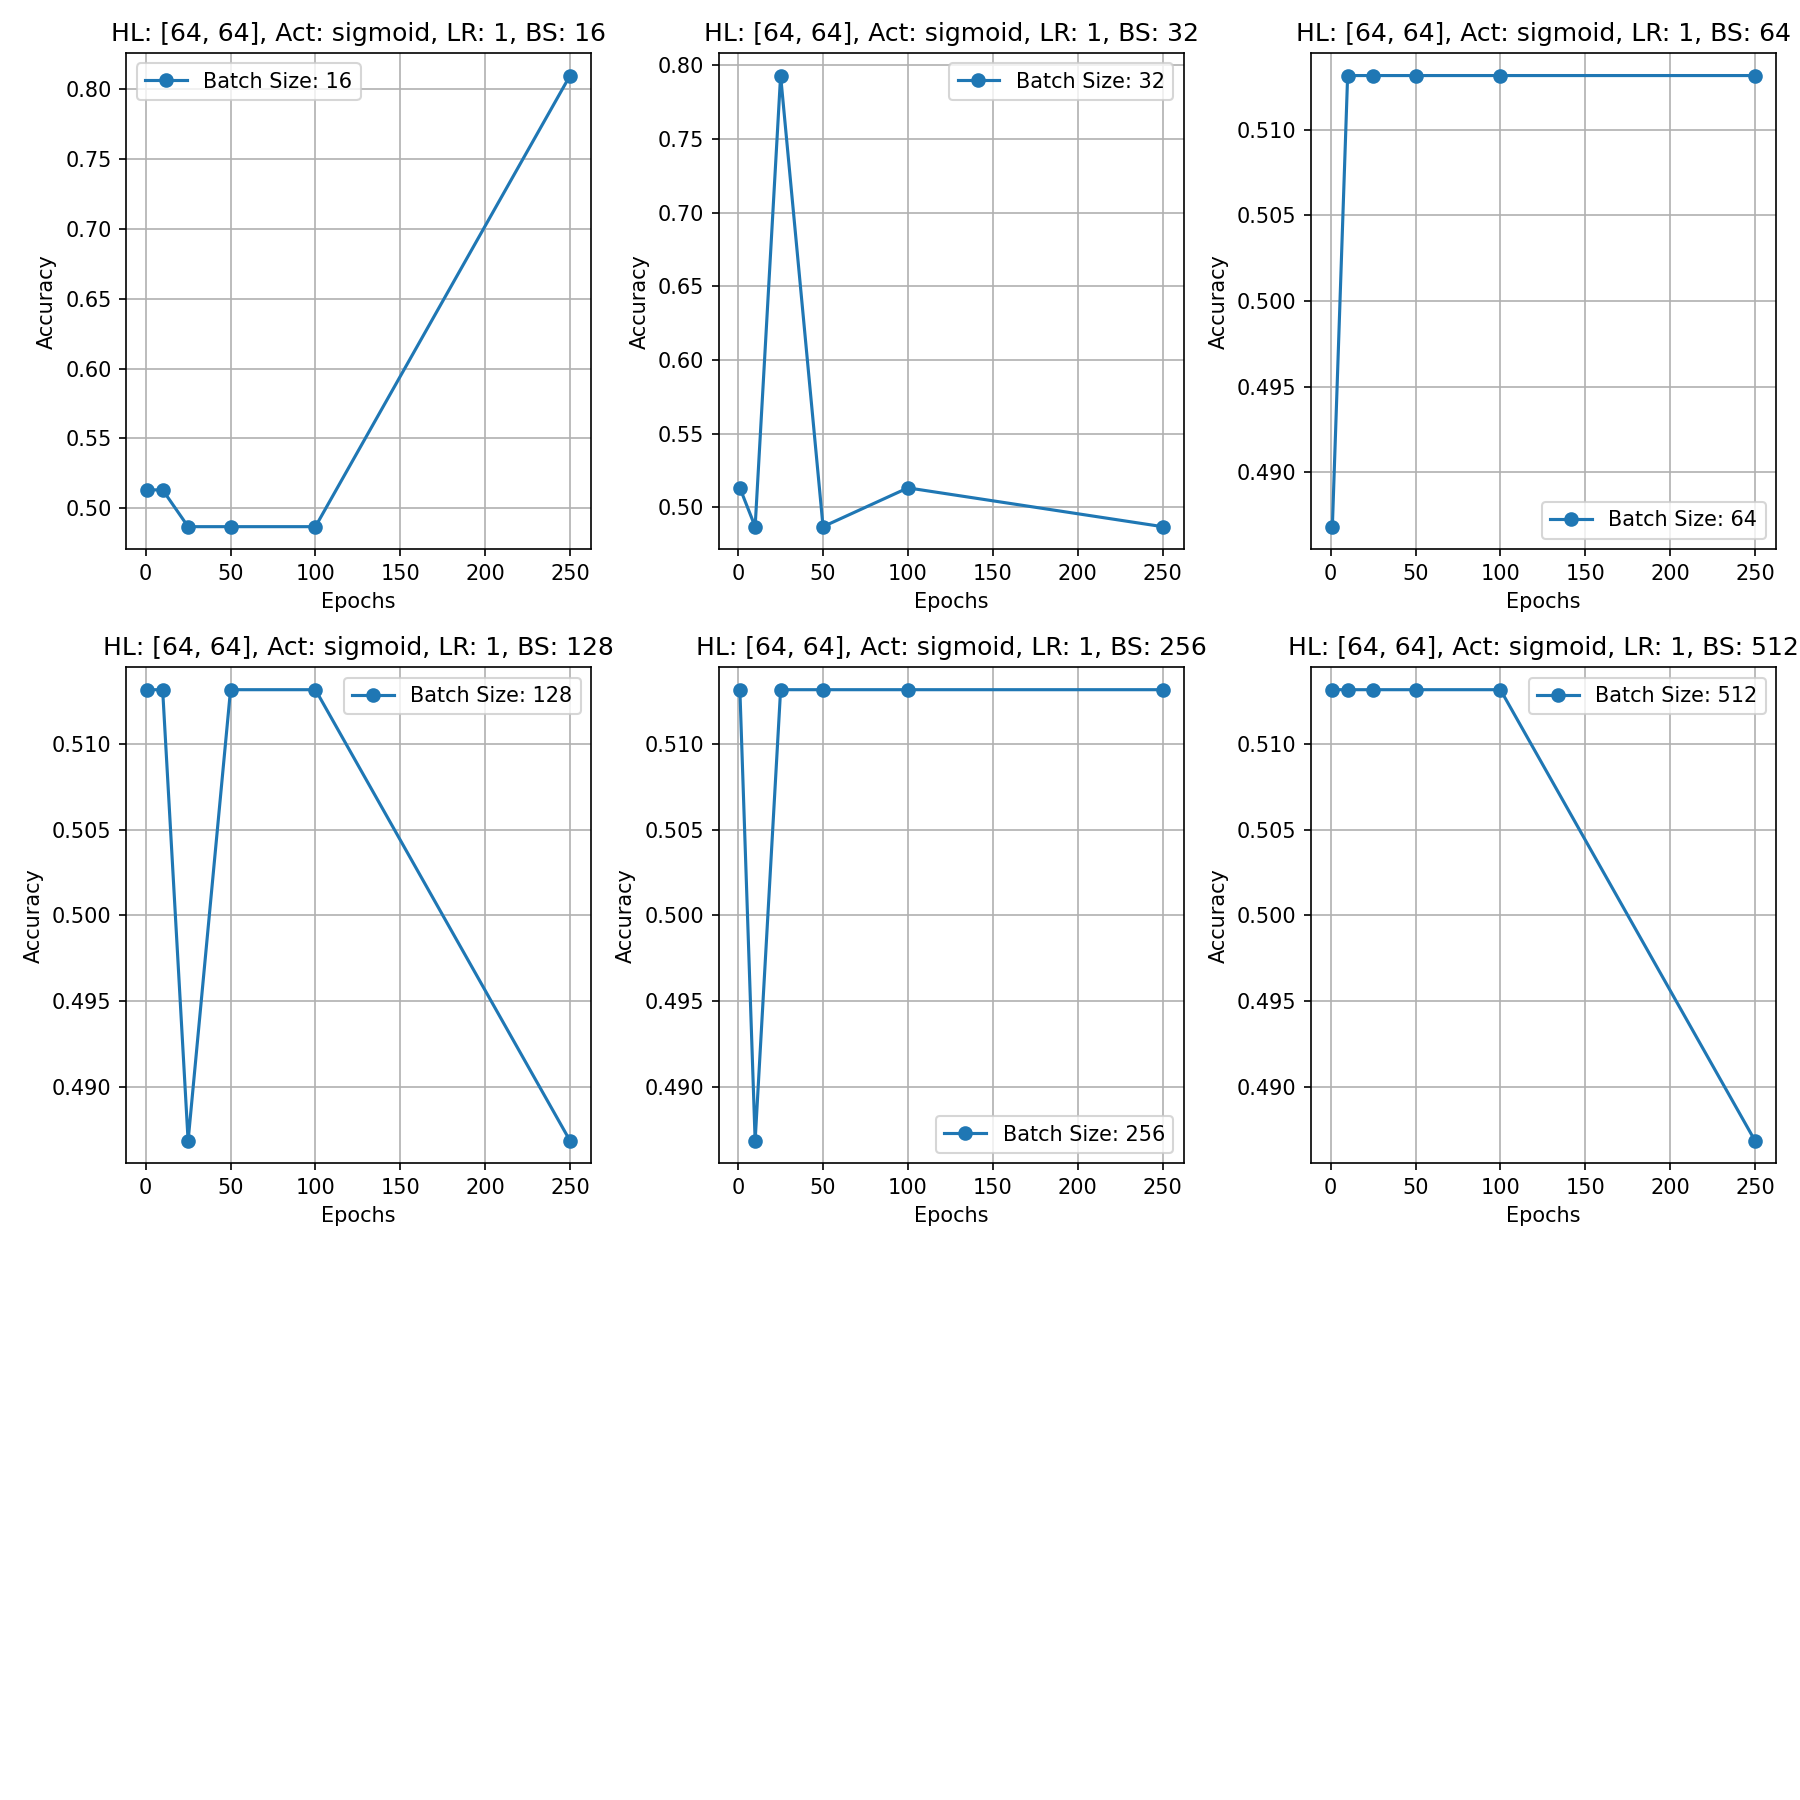 HL: [64, 64], Act: sigmoid, LR: 1, BS: 16
Batch Size: 16
Accuracy
0.80
0.75
0.70
0.65
0.60
0.55
0.50
0 50 100 150 200 250
Epochs
HL: [64, 64], Act: sigmoid, LR: 1, BS: 32
Batch Size: 32
Accuracy
0.80
0.75
0.70
0.65
0.60
0.55
0.50
0 50 100 150 200 250
Epochs
HL: [64, 64], Act: sigmoid, LR: 1, BS: 64
Accuracy
0.510
0.505
0.500
0.495
0.490
Batch Size: 64
0 50 100 150 200 250
Epochs
HL: [64, 64], Act: sigmoid, LR: 1, BS: 128
Batch Size: 128
Accuracy
0.510
0.505
0.500
0.495
0.490
0 50 100 150 200 250
Epochs
HL: [64, 64], Act: sigmoid, LR: 1, BS: 256
Accuracy
0.510
0.505
0.500
0.495
0.490
Batch Size: 256
0 50 100 150 200 250
Epochs
HL: [64, 64], Act: sigmoid, LR: 1, BS: 512
Batch Size: 512
Accuracy
0.510
0.505
0.500
0.495
0.490
0 50 100 150 200 250
Epochs